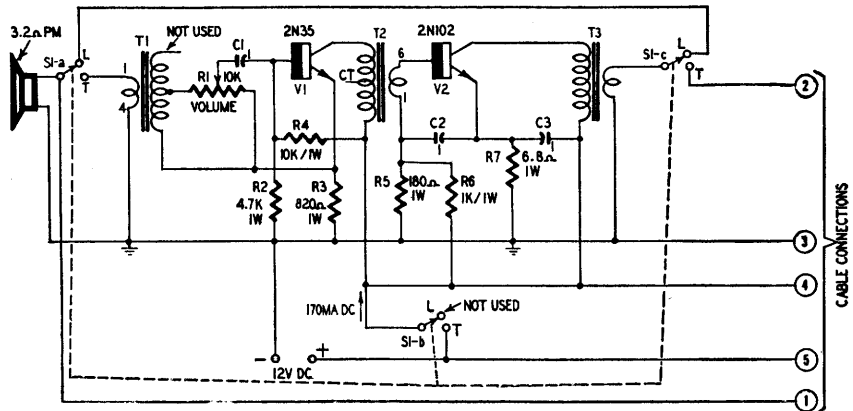 3.2Ω PM
S1-a
L
T
T1
1
4
NOT USED
R1
10K
VOLUME
C1
1
2N35
V1
R4
10K/1W
R2
4.7K
1W
R3
820Ω
1W
T2
CT
6
1
2N102
V2
C2
1
R5
180Ω
1W
R6
1K/1W
R7
6.8Ω
1W
C3
1
T3
S1-c
L
T
2
3
4
5
1
CABLE CONNECTIONS
170MA DC
L
NOT USED
T
S1-b
- +
12V DC